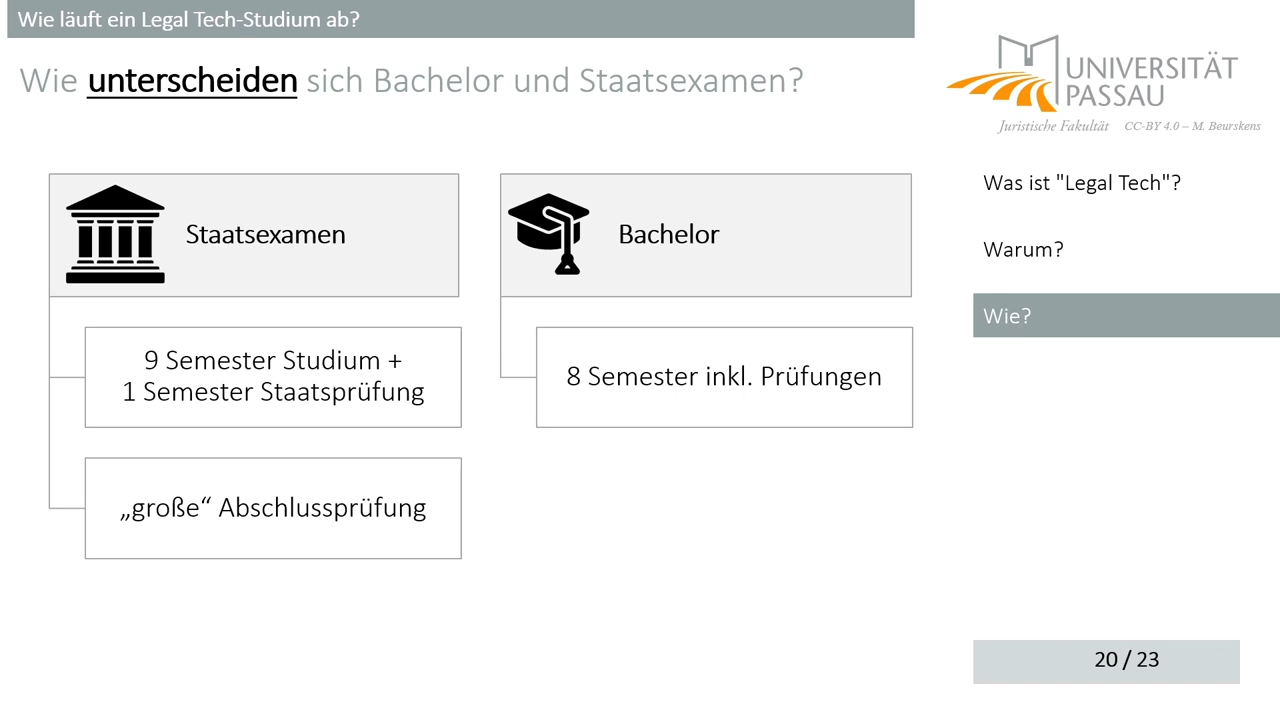 Wie läuft ein Legal Tech-Studium ab?
Wie unterscheiden sich Bachelor und Staatsexamen?
UNIVERSITÄT
PASSAU
Juristische Fakultät CC-BY 4.0 – M. Beurskens
Staatsexamen
9 Semester Studium +
1 Semester Staatsprüfung
„große“ Abschlussprüfung
Bachelor
8 Semester inkl. Prüfungen
Was ist "Legal Tech"?
Warum?
Wie?
20 / 23